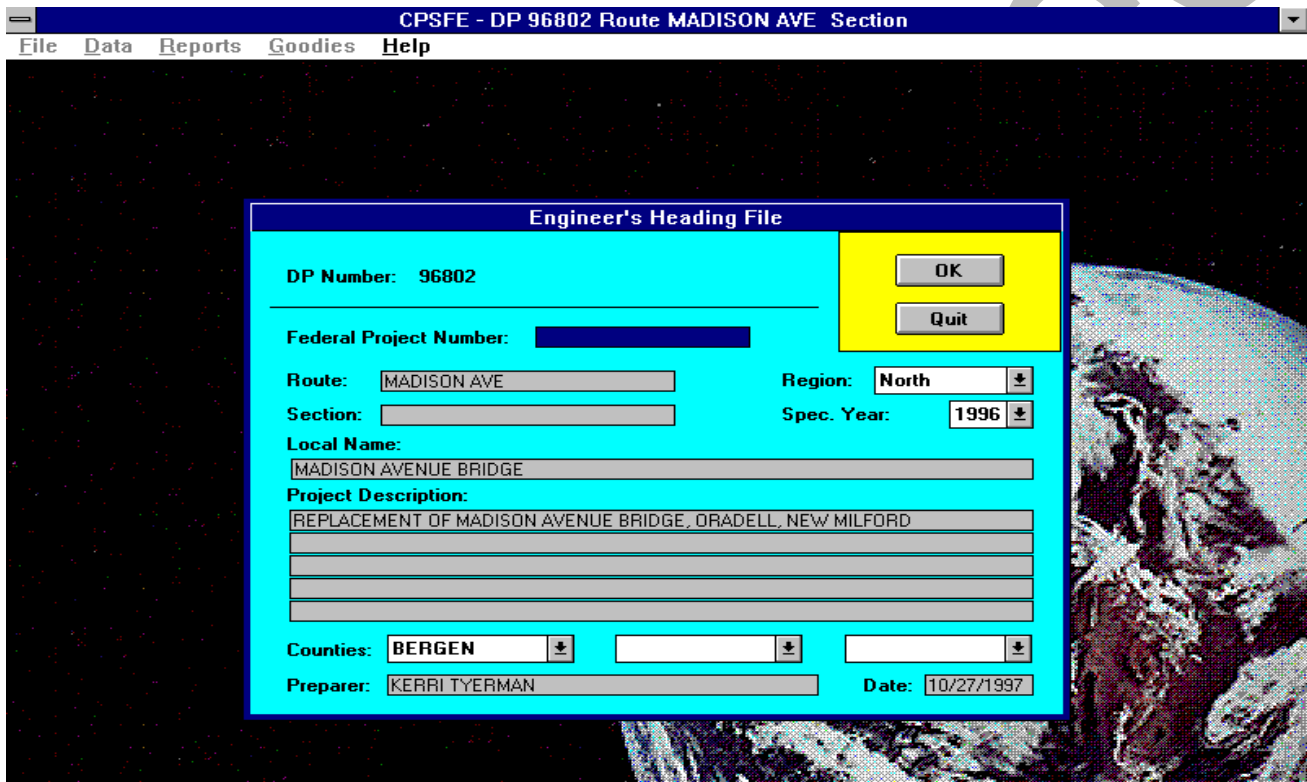 CPSFE - DP 96802 Route MADISON AVE  Section
File Data Reports Goodies Help
Engineer's Heading File
DP Number: 96802
OK
Quit
Federal Project Number:
Route: MADISON AVE Region: North
Section: Spec. Year: 1996
Local Name:
MADISON AVENUE BRIDGE
Project Description:
REPLACEMENT OF MADISON AVENUE BRIDGE, ORADELL, NEW MILFORD
Counties: BERGEN
Preparer: KERRI TYERMAN Date: 10/27/1997